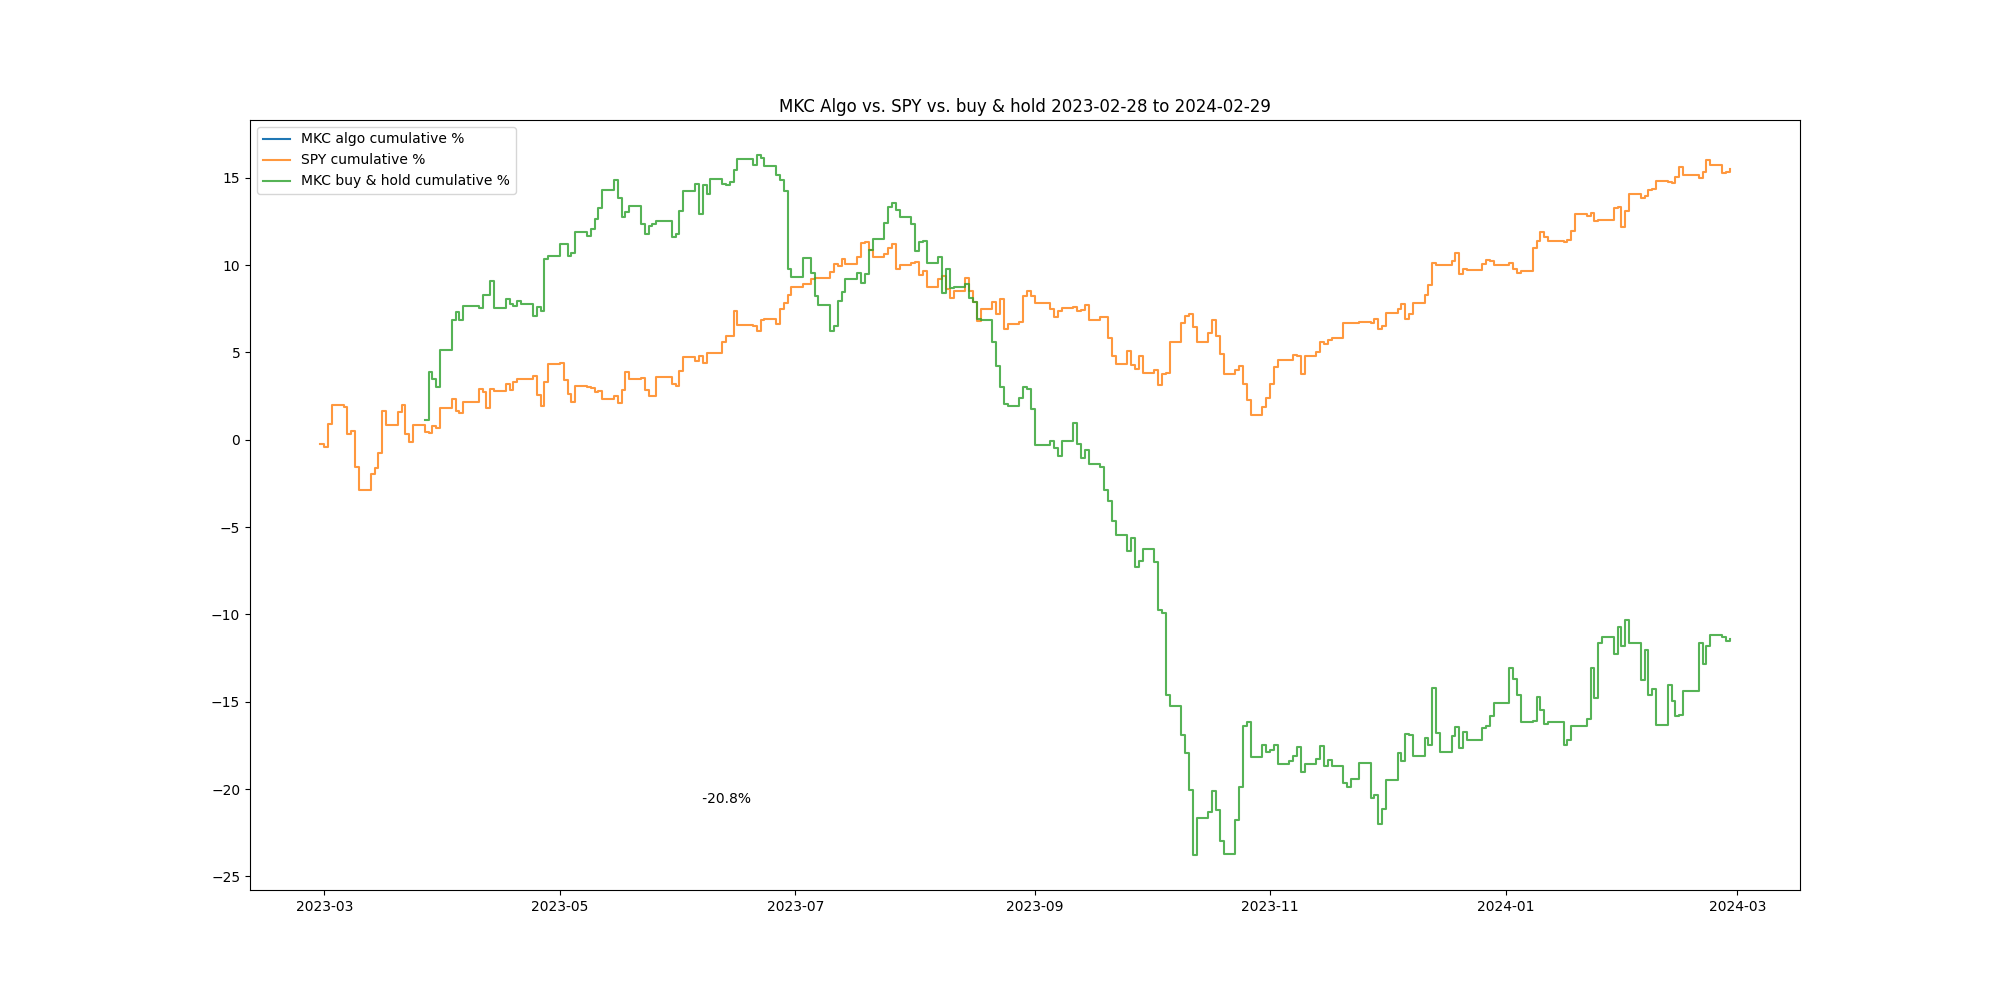 MKC Algo vs. SPY vs. buy & hold 2023-02-28 to 2024-02-29
MKC algo cumulative %
SPY cumulative %
MKC buy & hold cumulative %
15
10
5
0
−5
−10
−15
−20
−25
-20.8%
2023-03 2023-05 2023-07 2023-09 2023-11 2024-01 2024-03